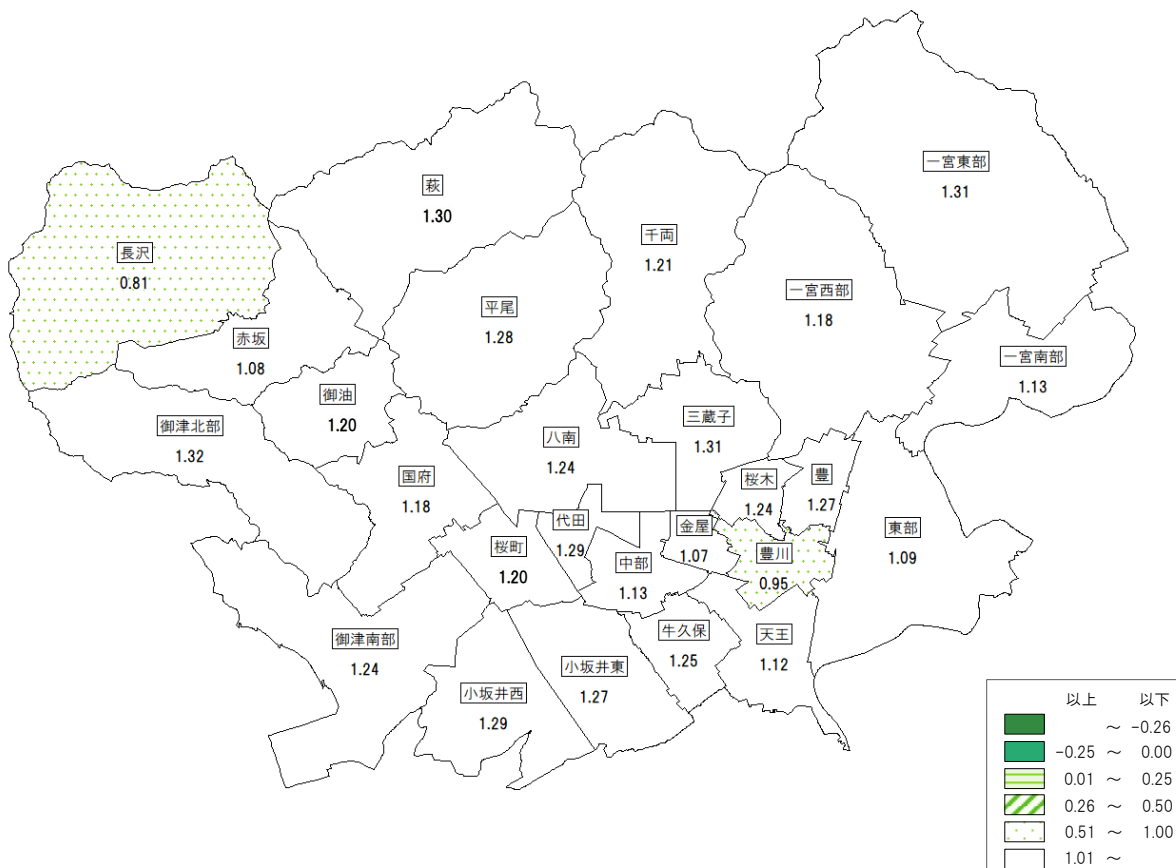 一宮東部
1.31
萩
1.30
千両
1.21
長沢
0.81
一宮西部
1.18
平尾
1.28
赤坂
1.08
一宮南部
1.13
御油
1.20
御津北部
1.32
三蔵子
1.31
八南
1.24
国府
1.18
桜木
1.24
豊
1.27
代田
1.29
金屋
1.07
東部
1.09
桜町
1.20
中部
1.13
豊川
0.95
御津南部
1.24
牛久保
1.25
天王
1.12
小坂井東
1.27
小坂井西
1.29
以上 以下
～ -0.26
-0.25 ～ 0.00
0.01 ～ 0.25
0.26 ～ 0.50
0.51 ～ 1.00
1.01 ～